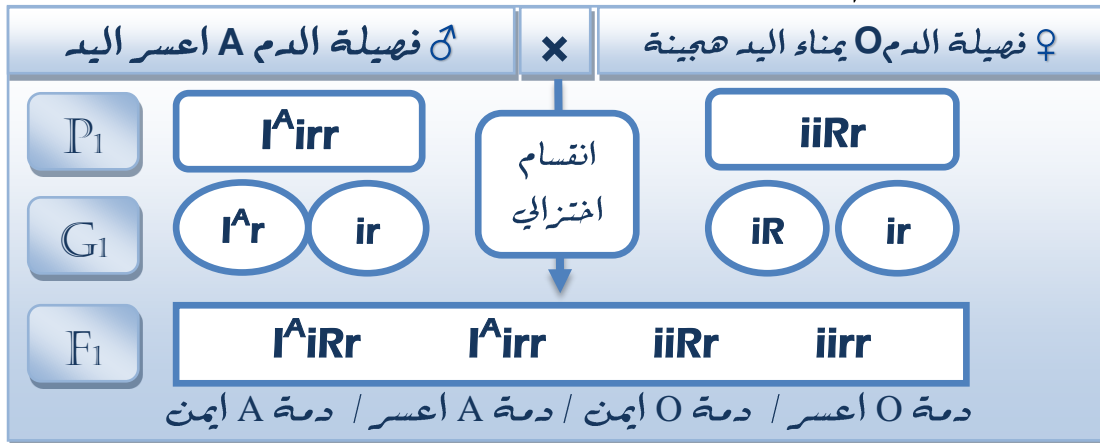 ♀ فصيلة الدمO يمناء اليد هجينة × ♂ فصيلة الدم A اعسر اليد
P1 IAirr iiRr
انقسام
اختزالي
G1 IAr ir iR ir
F1 IAiRr IAirr iiRr iirr
دمة O اعسر / دمة O ايمن / دمة A اعسر / دمة A ايمن